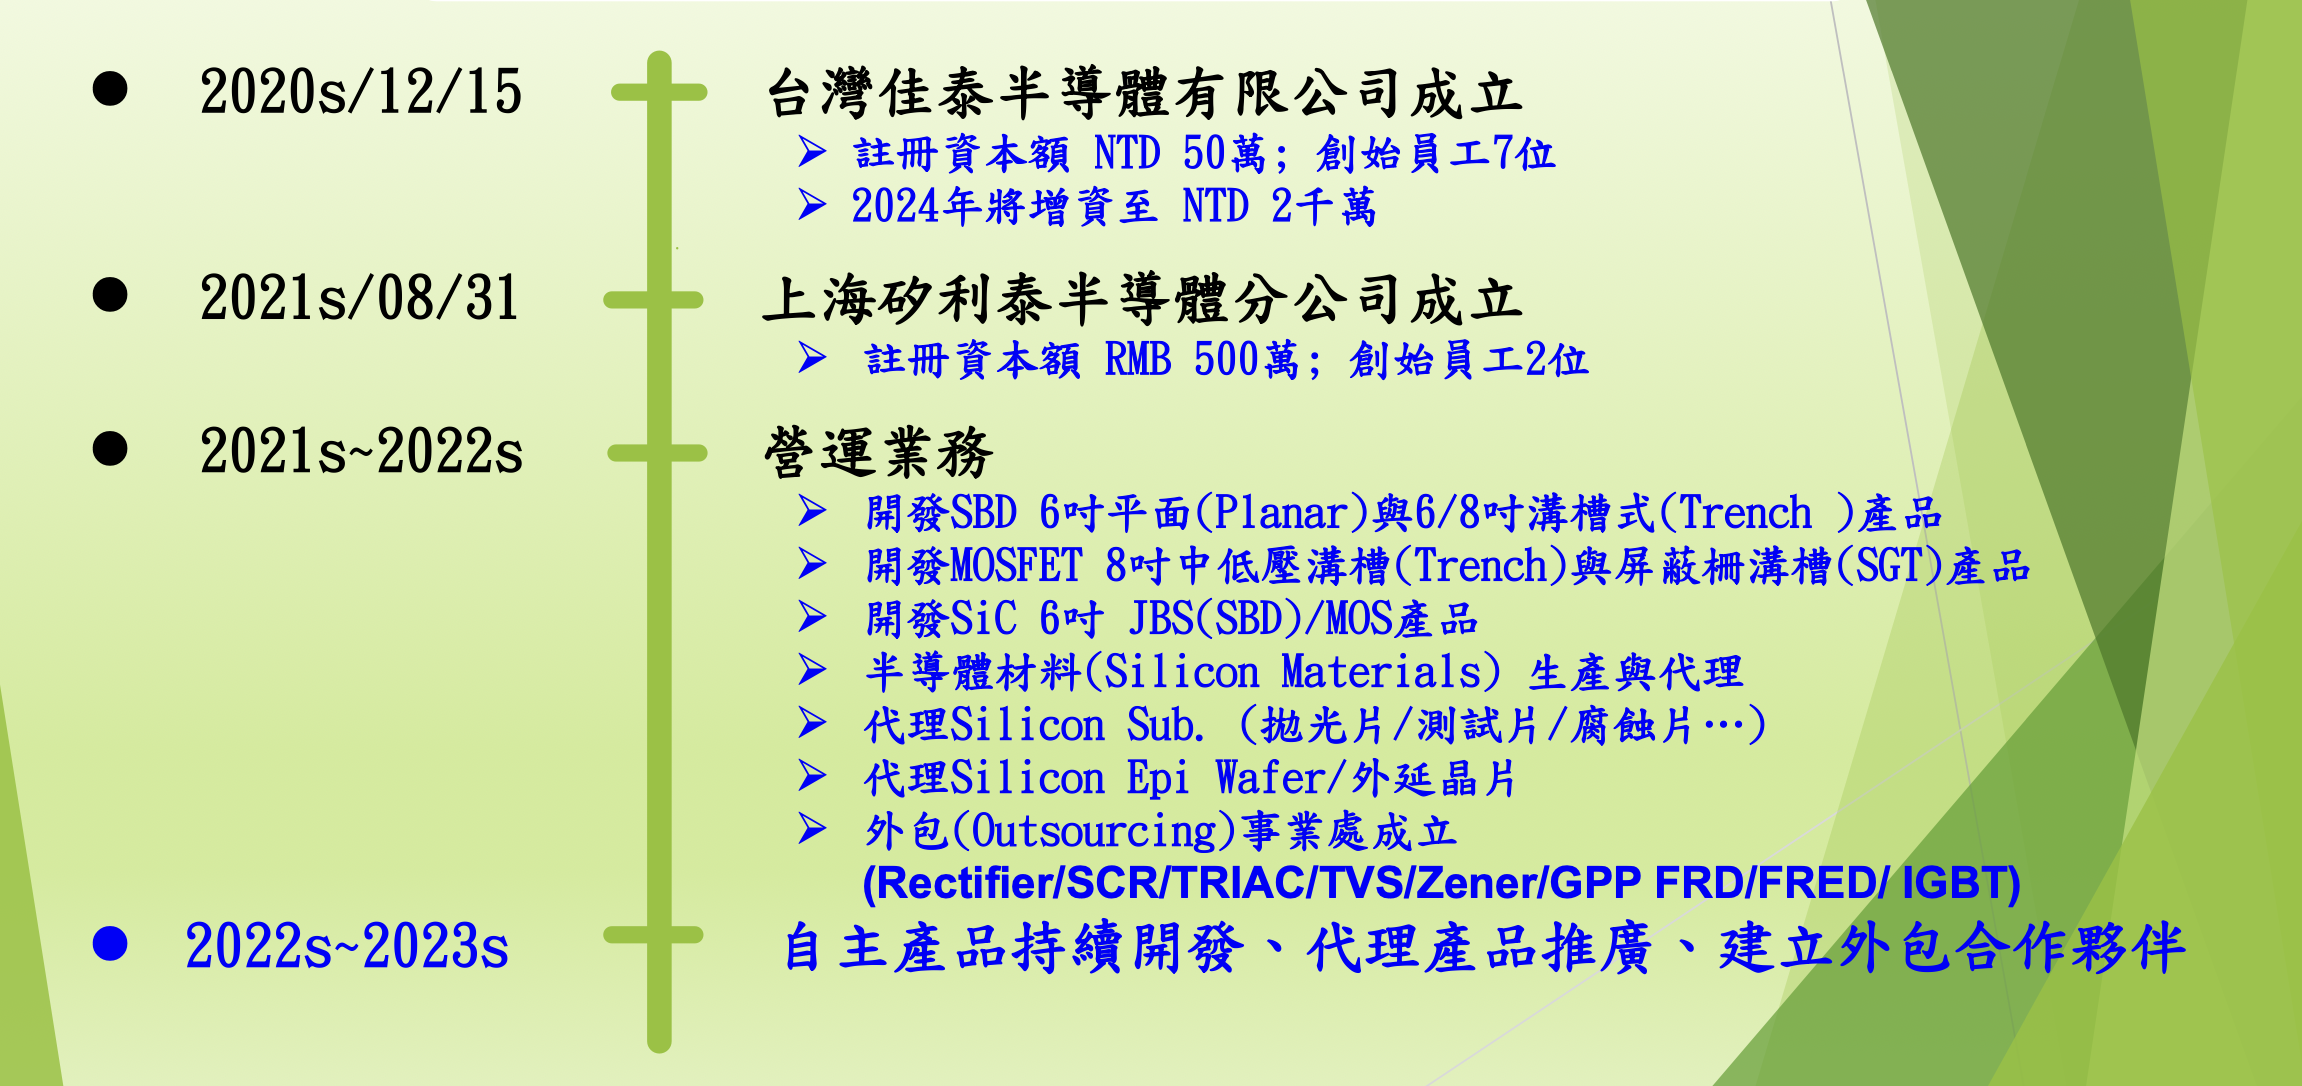 ● 2020s/12/15 台灣佳泰半導體有限公司成立
➢ 註冊資本額 NTD 50萬; 創始員工7位
➢ 2024年將增資至 NTD 2千萬
● 2021s/08/31 上海矽利泰半導體分公司成立
➢ 註冊資本額 RMB 500萬; 創始員工2位
● 2021s~2022s 營運業務
➢ 開發SBD 6吋平面(Planar)與6/8吋溝槽式(Trench )產品
➢ 開發MOSFET 8吋中低壓溝槽(Trench)與屏蔽柵溝槽(SGT)產品
➢ 開發SiC 6吋 JBS(SBD)/MOS產品
➢ 半導體材料(Silicon Materials) 生產與代理
➢ 代理Silicon Sub. (拋光片/測試片/腐蝕片…)
➢ 代理Silicon Epi Wafer/外延晶片
➢ 外包(Outsourcing)事業處成立
(Rectifier/SCR/TRIAC/TVS/Zener/GPP FRD/FRED/ IGBT)
● 2022s~2023s 自主產品持續開發、代理產品推廣、建立外包合作夥伴